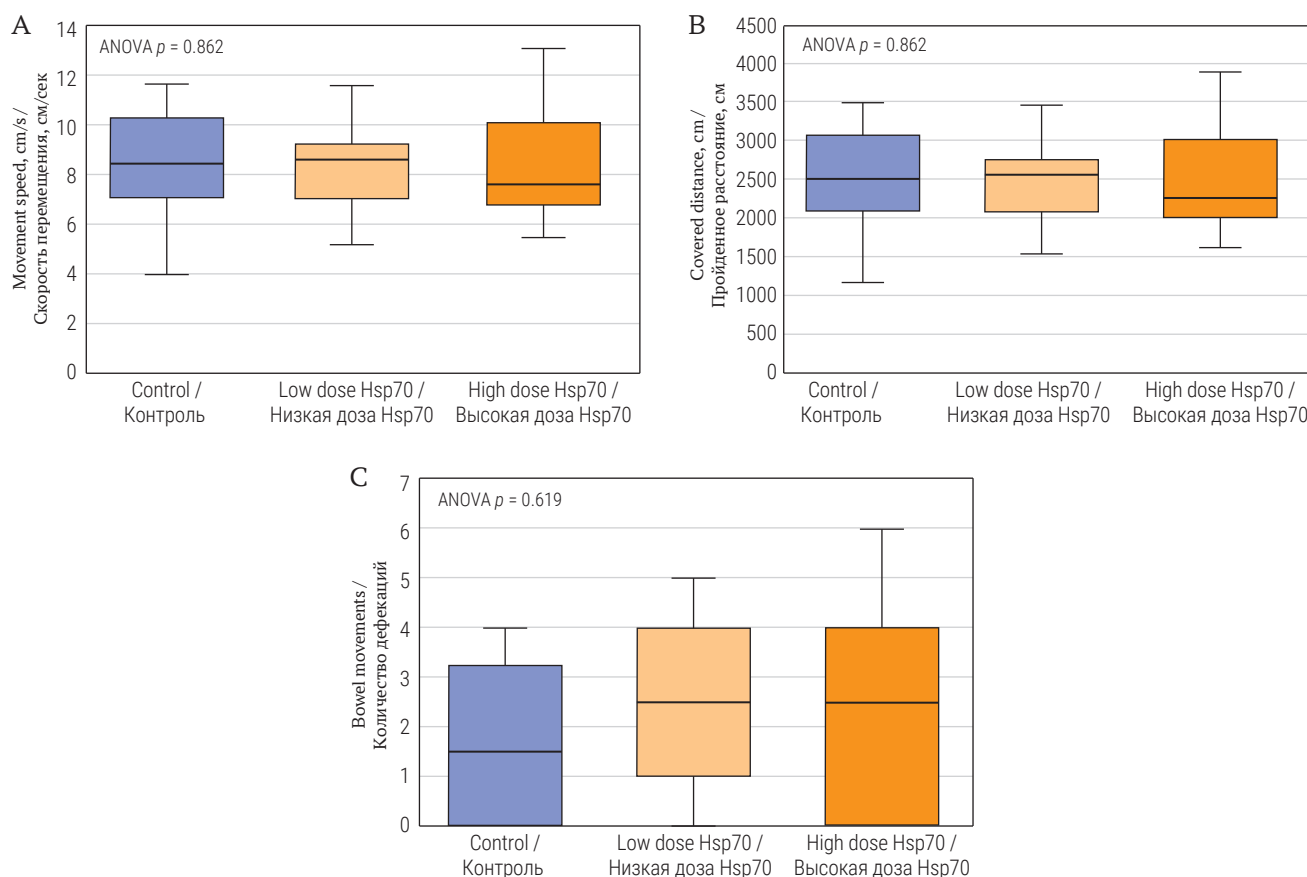 A
ANOVA p = 0.862
Movement speed, cm/s /
Скорость перемещения, см/сек
14
12
10
8
6
4
2
0
Control /
Контроль
Low dose Hsp70 /
Низкая доза Hsp70
High dose Hsp70 /
Высокая доза Hsp70
B
ANOVA p = 0.862
Covered distance, cm /
Пройденное расстояние, см
4500
4000
3500
3000
2500
2000
1500
1000
500
0
Control /
Контроль
Low dose Hsp70 /
Низкая доза Hsp70
High dose Hsp70 /
Высокая доза Hsp70
C
ANOVA p = 0.619
Bowel movements /
Количество дефекаций
7
6
5
4
3
2
1
0
Control /
Контроль
Low dose Hsp70 /
Низкая доза Hsp70
High dose Hsp70 /
Высокая доза Hsp70